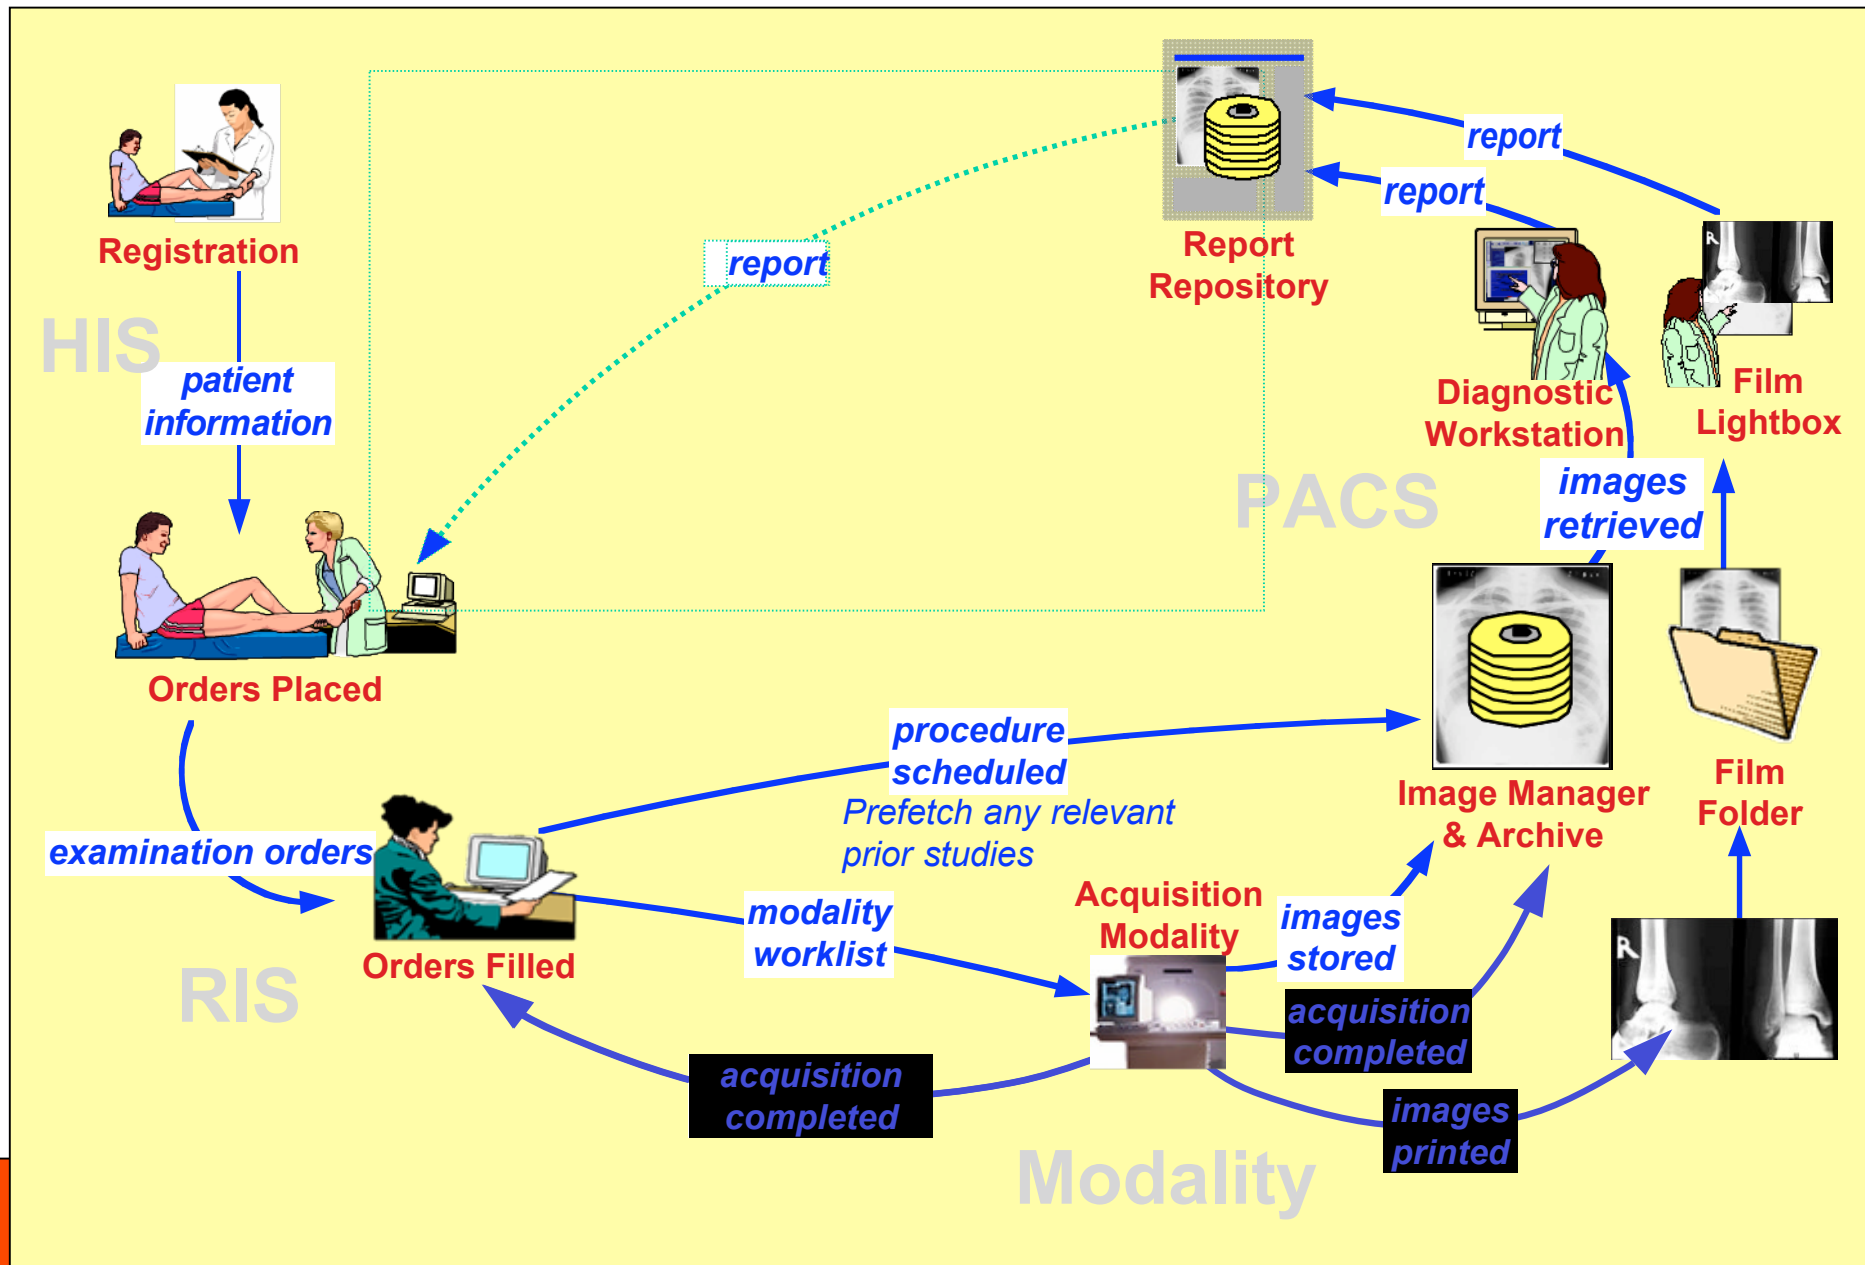 report
report
Registration
Report
Repository
report
HIS
patient
information
Diagnostic
Workstation
Film
Lightbox
PACS
images
retrieved
Orders Placed
procedure
scheduled
Prefetch any relevant
prior studies
Image Manager
& Archive
Film
Folder
examination orders
Acquisition
Modality
modality
worklist
images
stored
R
R
Orders Filled
RIS
acquisition
completed
acquisition
completed
images
printed
Modality